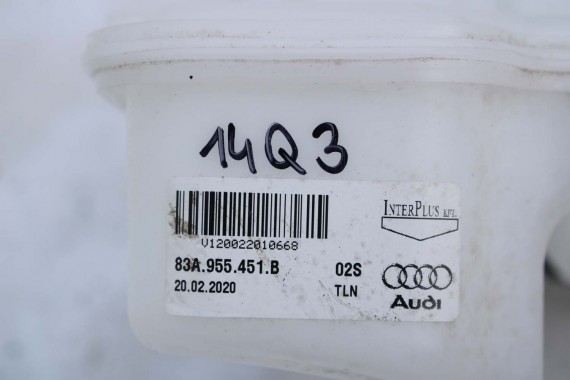 14Q3
INTERPLUS KFT.
V120022010668
83A.955.451.B 02S
20.02.2020 TLN
Audi